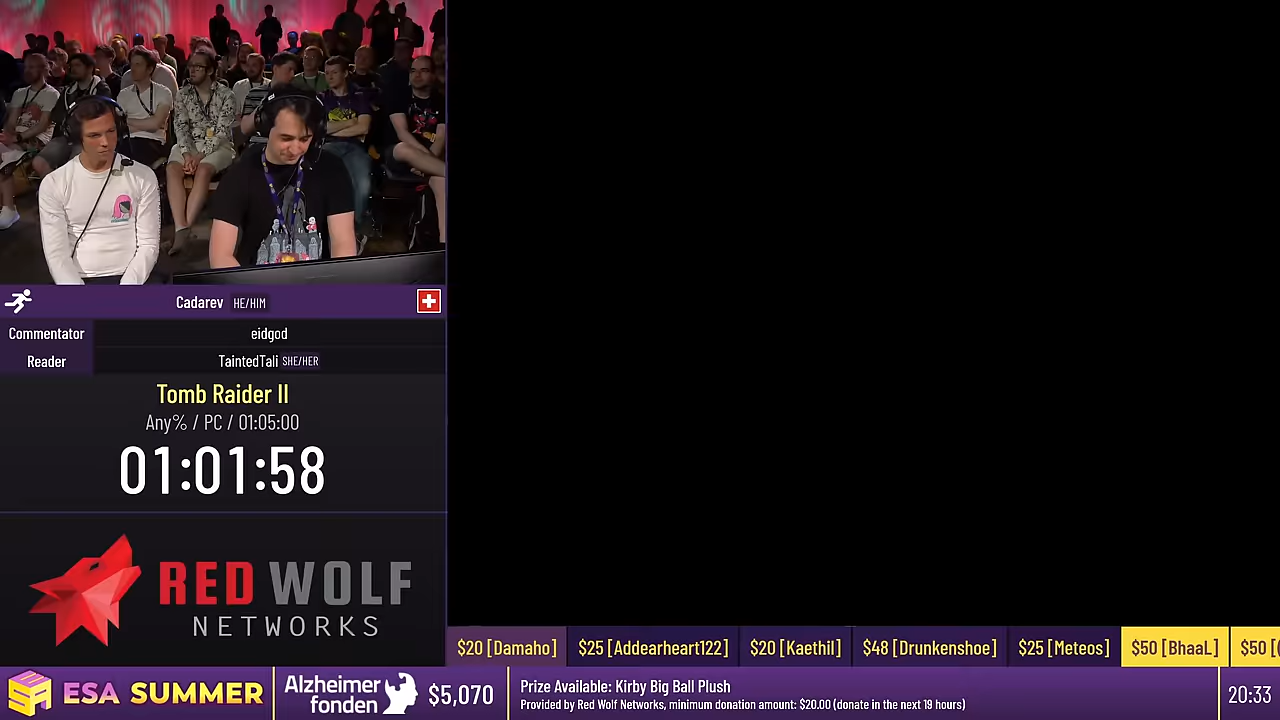 Cadarev HE/HIM
Commentator eidgod
Reader TaintedTali SHE/HER
Tomb Raider II
Any% / PC / 01:05:00
01:01:58
RED WOLF
NETWORKS
$20 [Damaho] $25 [Addearheart122] $20 [Kaethil] $48 [Drunkenshoe] $25 [Meteos] $50 [BhaaL] $50 [
ESA SUMMER
Alzheimer
fonden
$5,070
Prize Available: Kirby Big Ball Plush
Provided by Red Wolf Networks, minimum donation amount: $20.00 (donate in the next 19 hours)
20:33